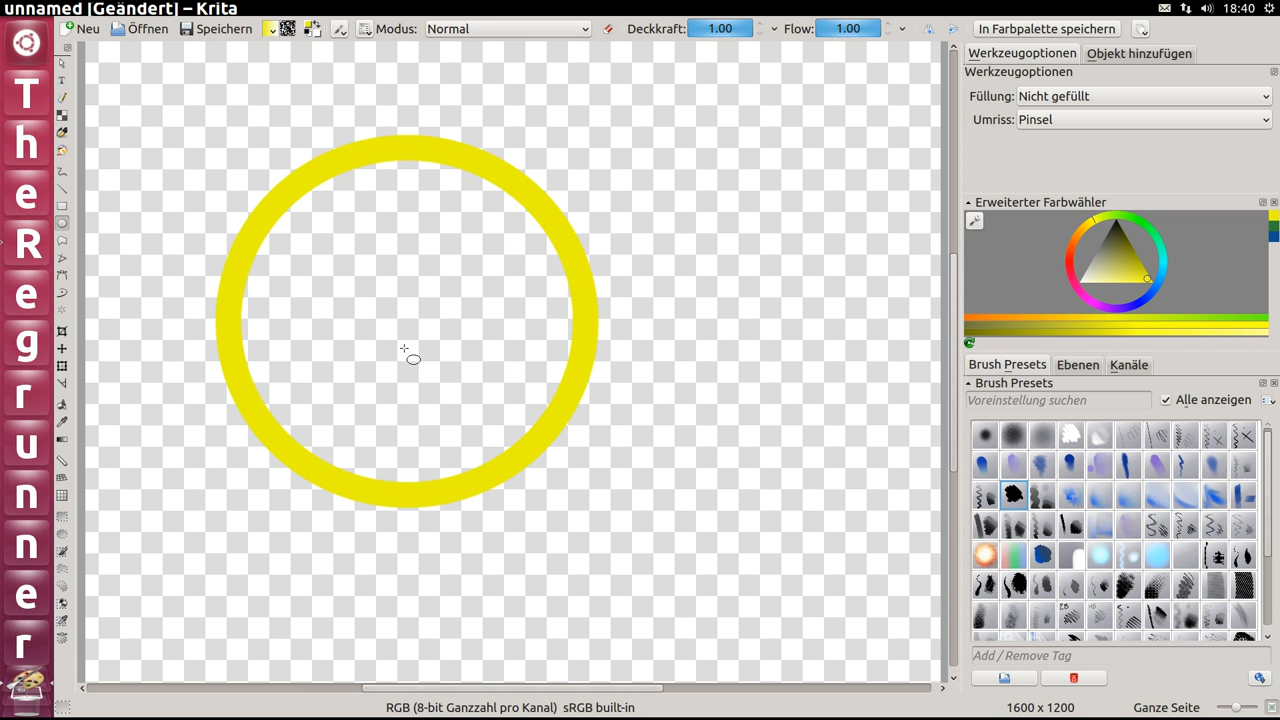 unnamed [Geändert] – Krita
18:40
Neu
Öffnen
Speichern
Modus:
Normal
Deckkraft:
1.00
Flow:
1.00
In Farbpalette speichern
Werkzeugoptionen
Objekt hinzufügen
Werkzeugoptionen
Füllung:
Nicht gefüllt
Umriss:
Pinsel
Erweiterter Farbwähler
Brush Presets
Ebenen
Kanäle
Brush Presets
Voreinstellung suchen
Alle anzeigen
Add / Remove Tag
RGB (8-bit Ganzzahl pro Kanal) sRGB built-in
1600 x 1200
Ganze Seite
T
h
e
R
e
g
r
u
n
n
e
r